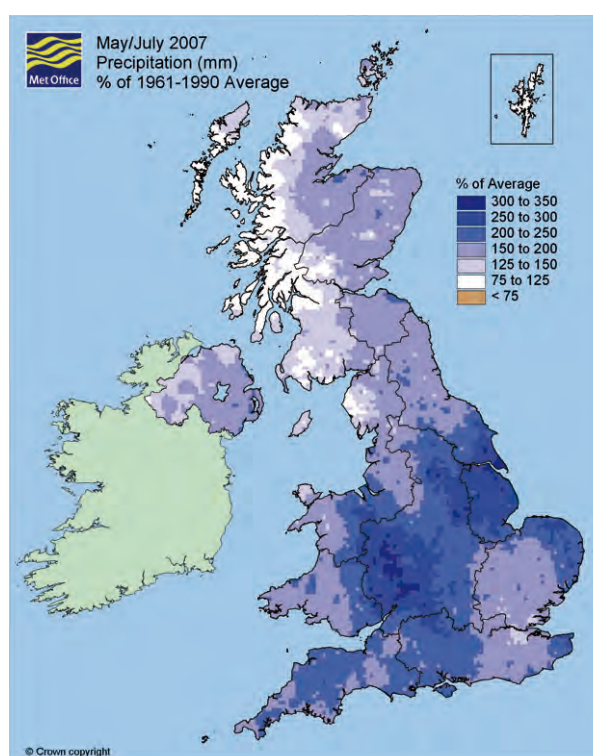 Met Office
May/July 2007
Precipitation (mm)
% of 1961-1990 Average
% of Average
300 to 350
250 to 300
200 to 250
150 to 200
125 to 150
75 to 125
< 75
© Crown copyright